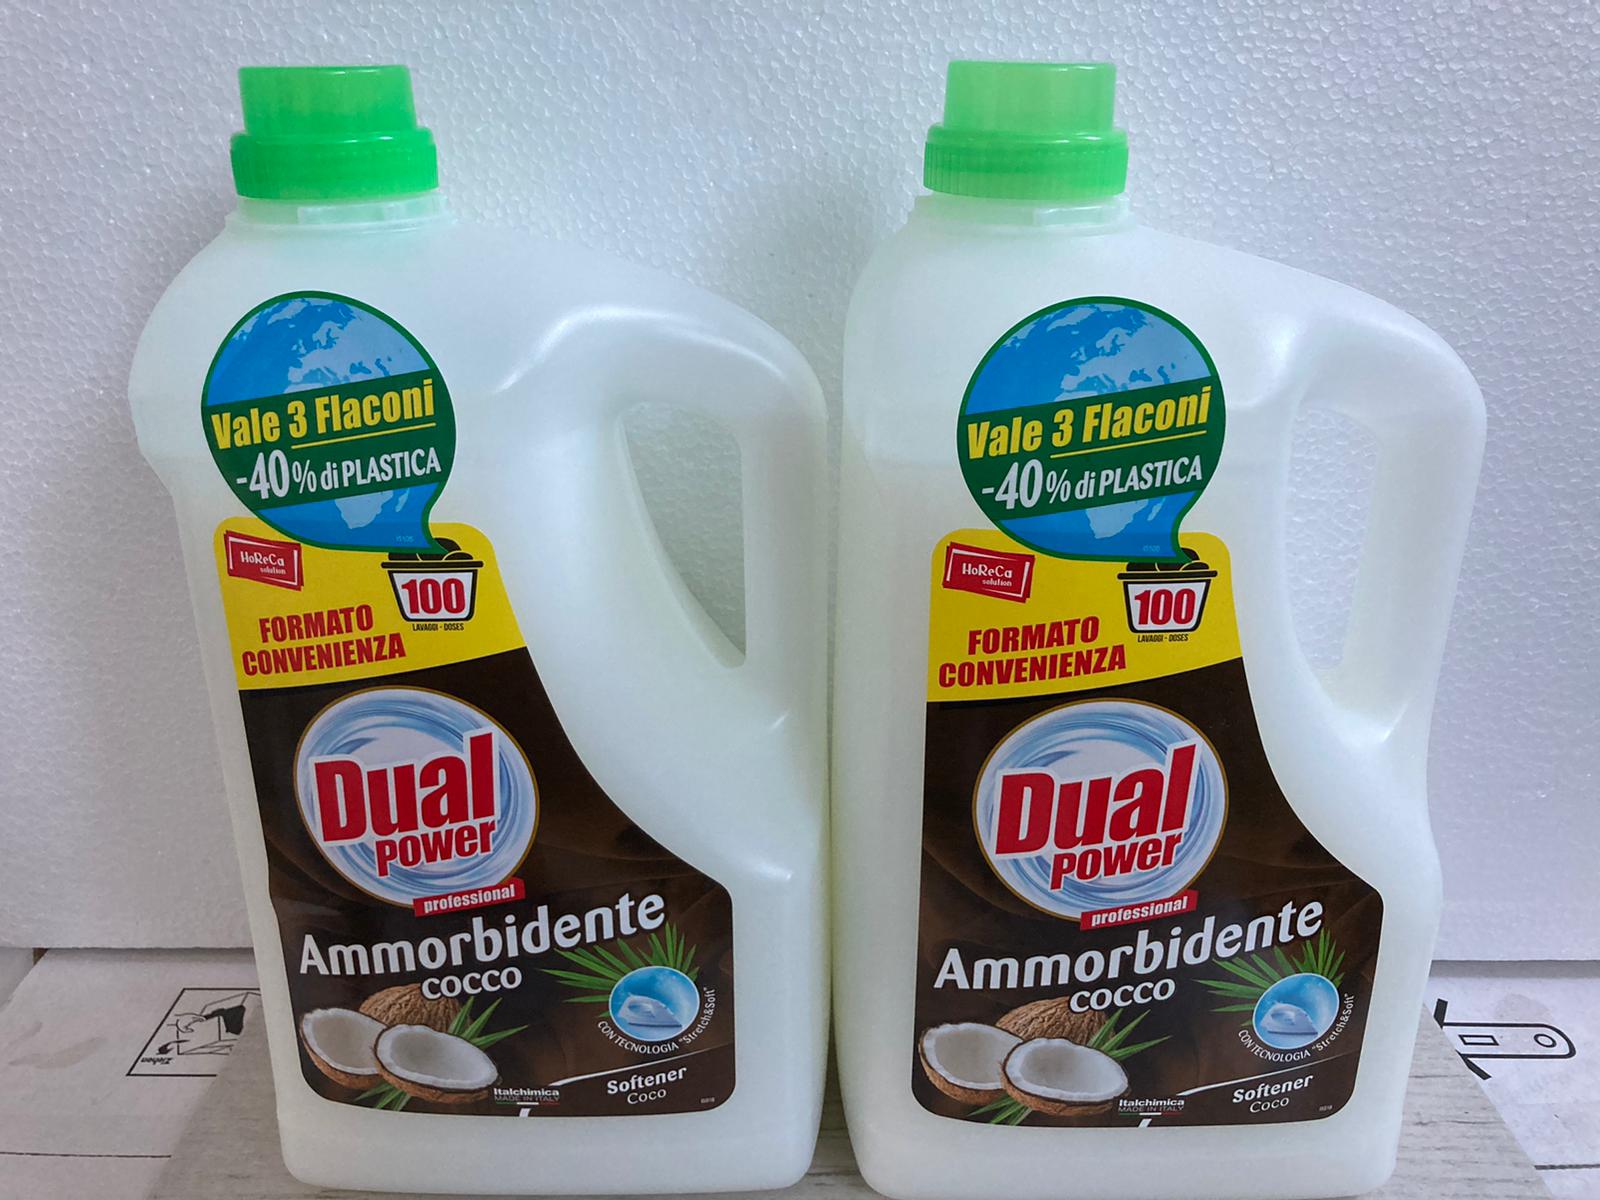 Vale 3 Flaconi
-40% di PLASTICA
HoReCa
solution
100
LAVAGGI - DOSES
FORMATO
CONVENIENZA
Dual
Power
professional
Ammorbidente
COCCO
CON TECNOLOGIA "Stretch&Soft"
Italchimica
MADE IN ITALY
Softener
Coco
Vale 3 Flaconi
-40% di PLASTICA
HoReCa
solution
100
LAVAGGI - DOSES
FORMATO
CONVENIENZA
Dual
Power
professional
Ammorbidente
COCCO
CON TECNOLOGIA "Stretch&Soft"
Italchimica
MADE IN ITALY
Softener
Coco
Ziehen